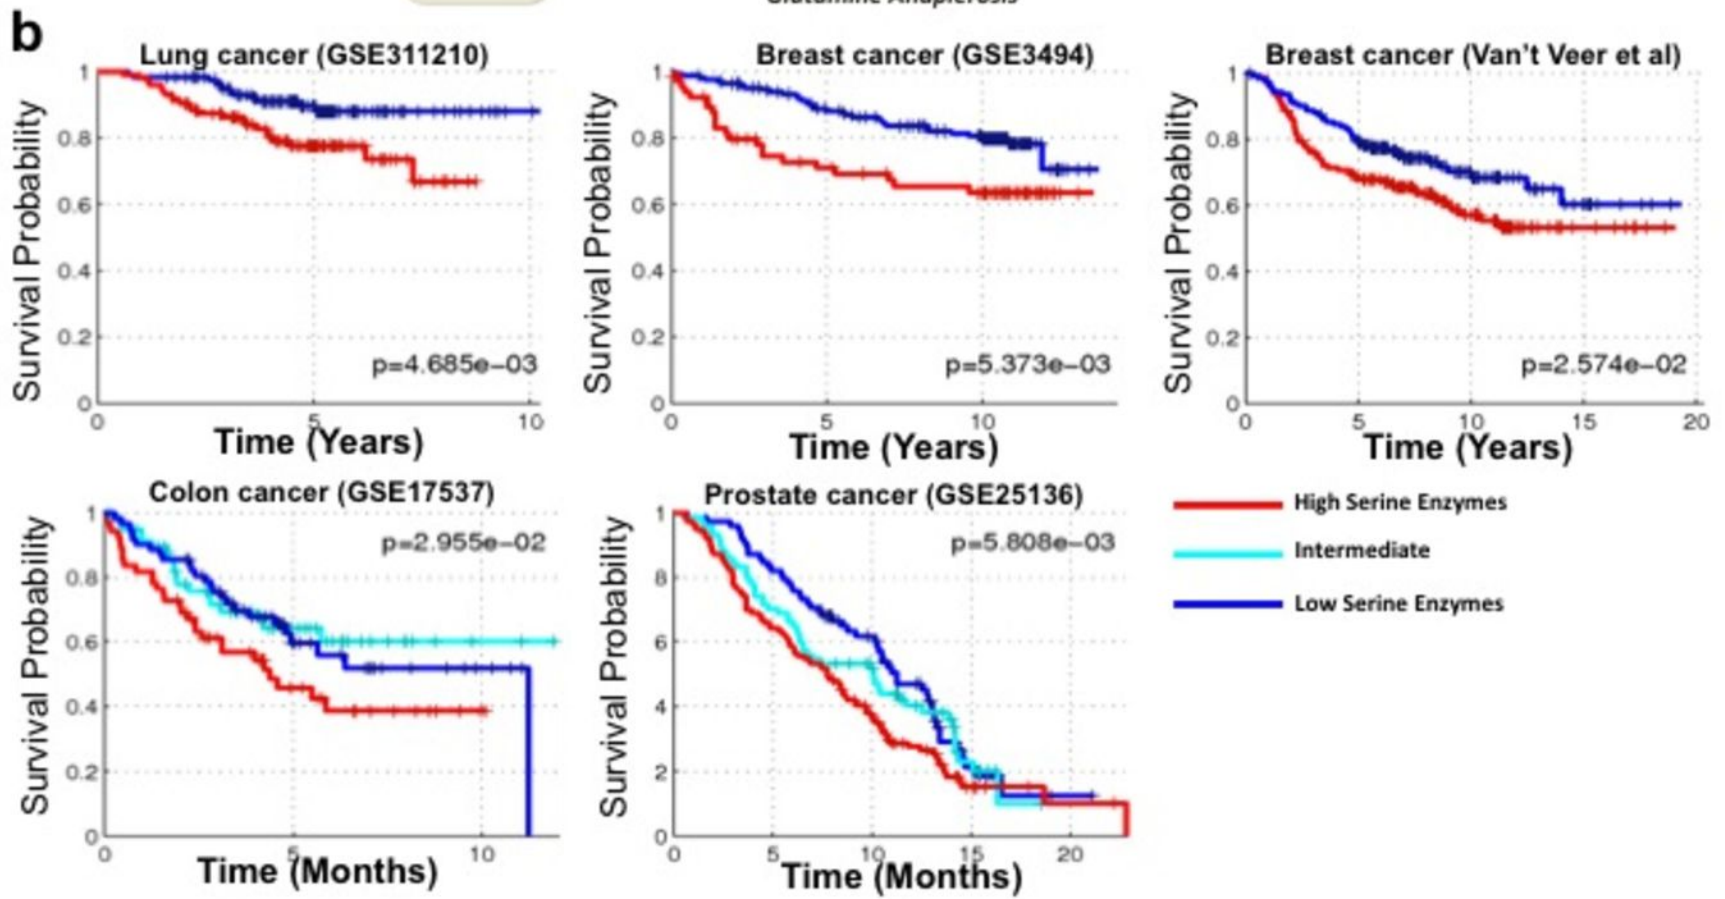 Glutamine Anaplerosis
b
Lung cancer (GSE311210)
Survival Probability
1
0.8
0.6
0.4
0.2
0
p=4.685e−03
0 5 10
Time (Years)
Breast cancer (GSE3494)
Survival Probability
1
0.8
0.6
0.4
0.2
0
p=5.373e−03
0 5 10
Time (Years)
Breast cancer (Van't Veer et al)
Survival Probability
1
0.8
0.6
0.4
0.2
0
p=2.574e−02
0 5 10 15 20
Time (Years)
Colon cancer (GSE17537)
Survival Probability
1
0.8
0.6
0.4
0.2
0
p=2.955e−02
0 5 10
Time (Months)
Prostate cancer (GSE25136)
Survival Probability
1
8
6
4
2
0
p=5.808e−03
0 5 10 15 20
Time (Months)
High Serine Enzymes
Intermediate
Low Serine Enzymes